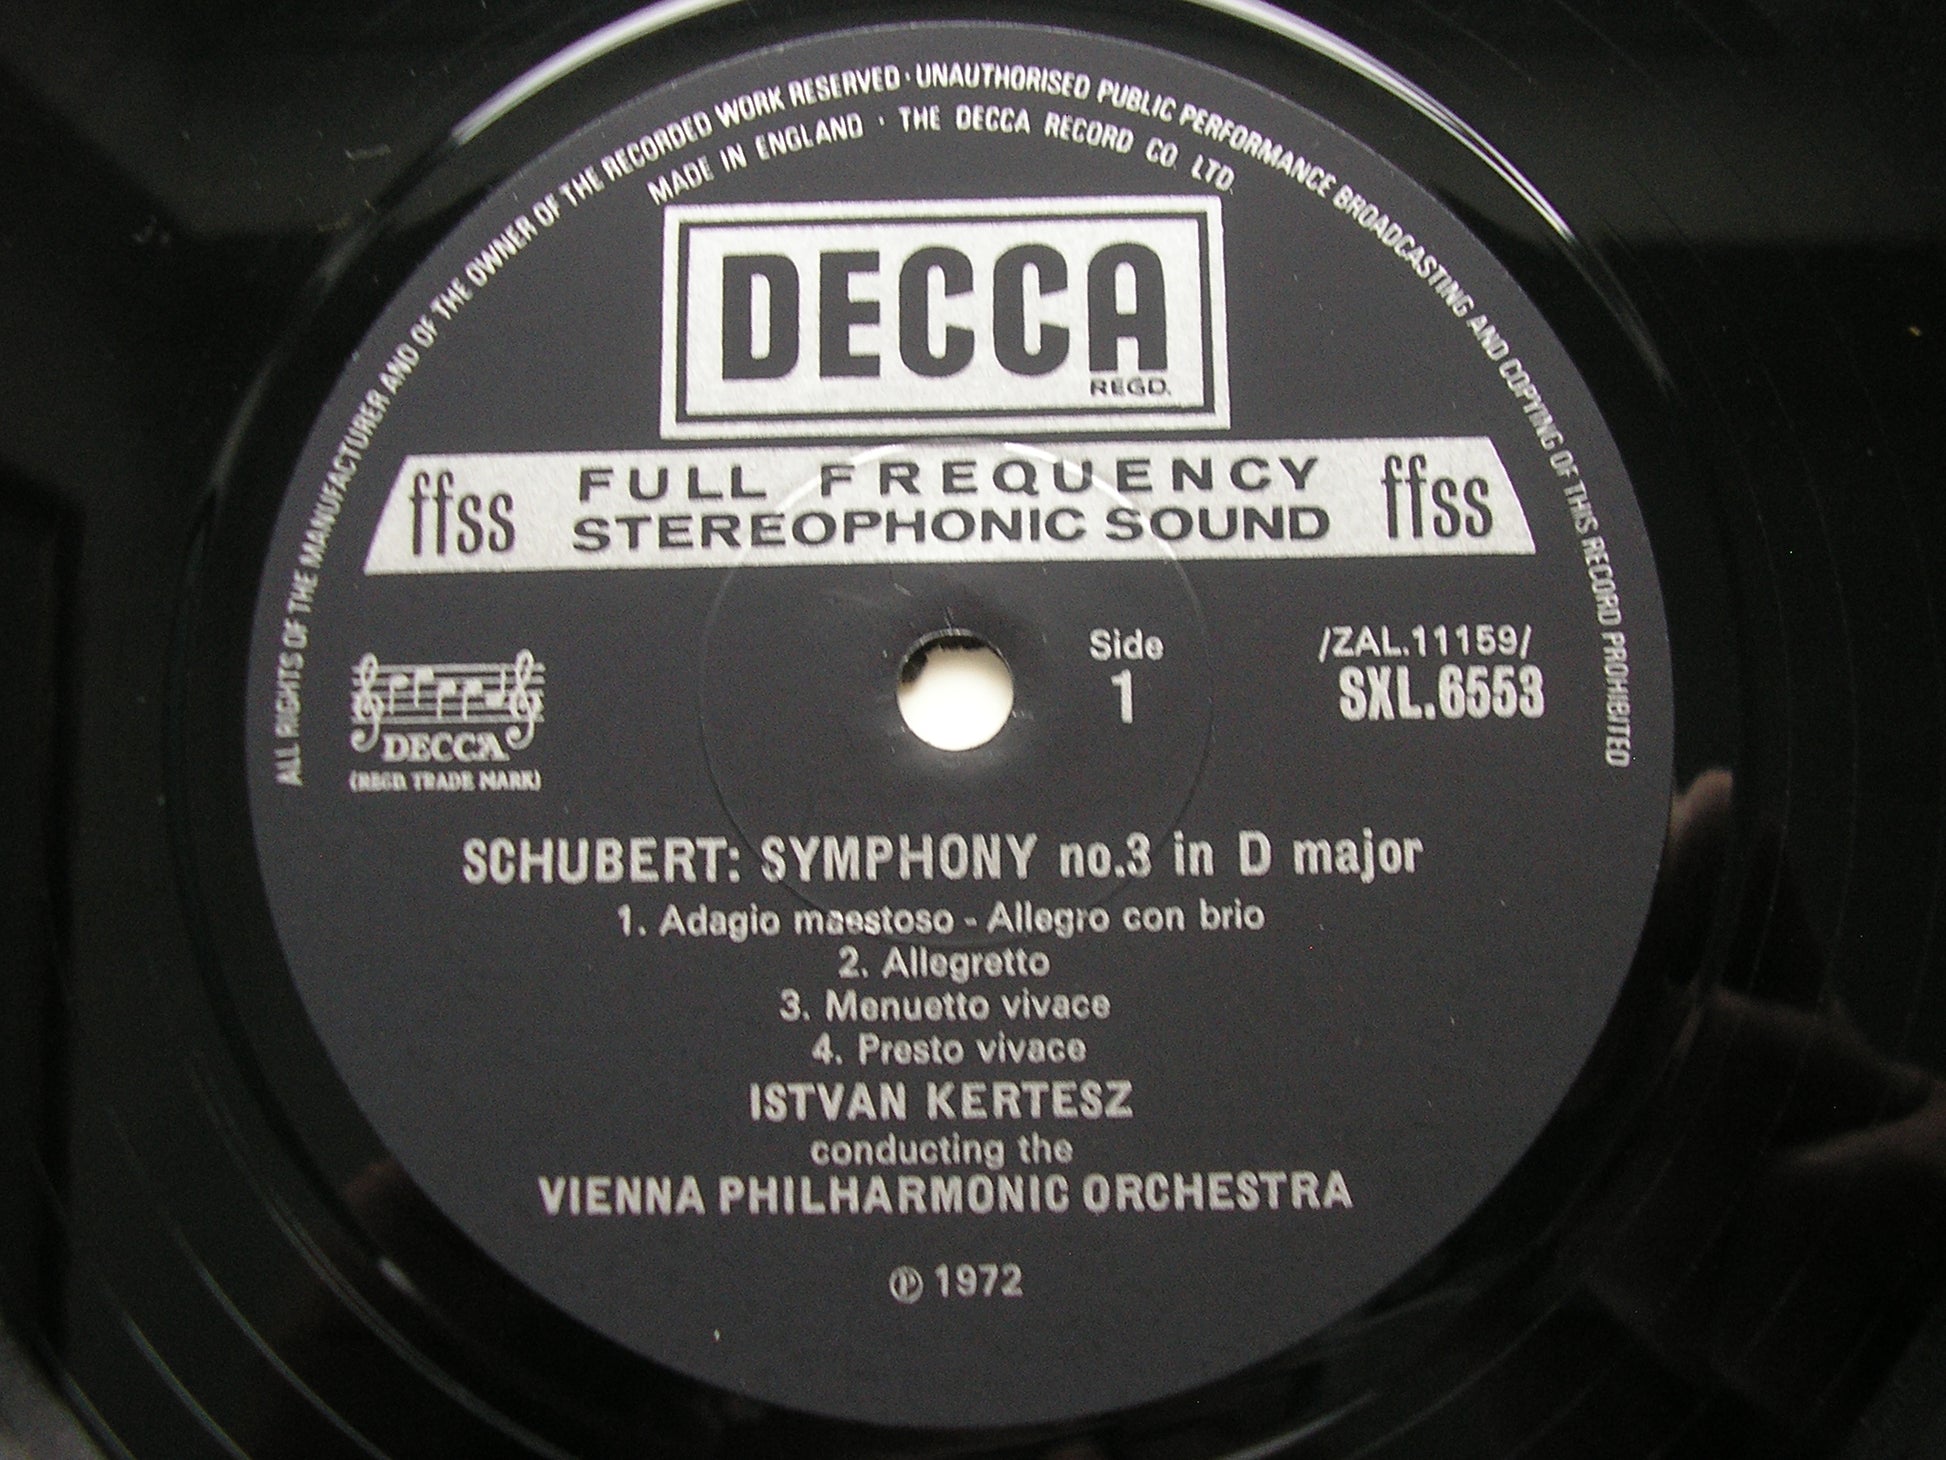 ALL RIGHTS OF THE MANUFACTURER AND OF THE OWNER OF THE RECORDED WORK RESERVED · UNAUTHORISED PUBLIC PERFORMANCE BROADCASTING AND COPYING OF THIS RECORD PROHIBITED
MADE IN ENGLAND · THE DECCA RECORD CO. LTD.
DECCA
REGD.
ffss FULL FREQUENCY ffss
STEREOPHONIC SOUND
Side
1
/ZAL.11159/
SXL.6553
DECCA
(REGD. TRADE MARK)
SCHUBERT: SYMPHONY no.3 in D major
1. Adagio maestoso - Allegro con brio
2. Allegretto
3. Menuetto vivace
4. Presto vivace
ISTVAN KERTESZ
conducting the
VIENNA PHILHARMONIC ORCHESTRA
℗ 1972